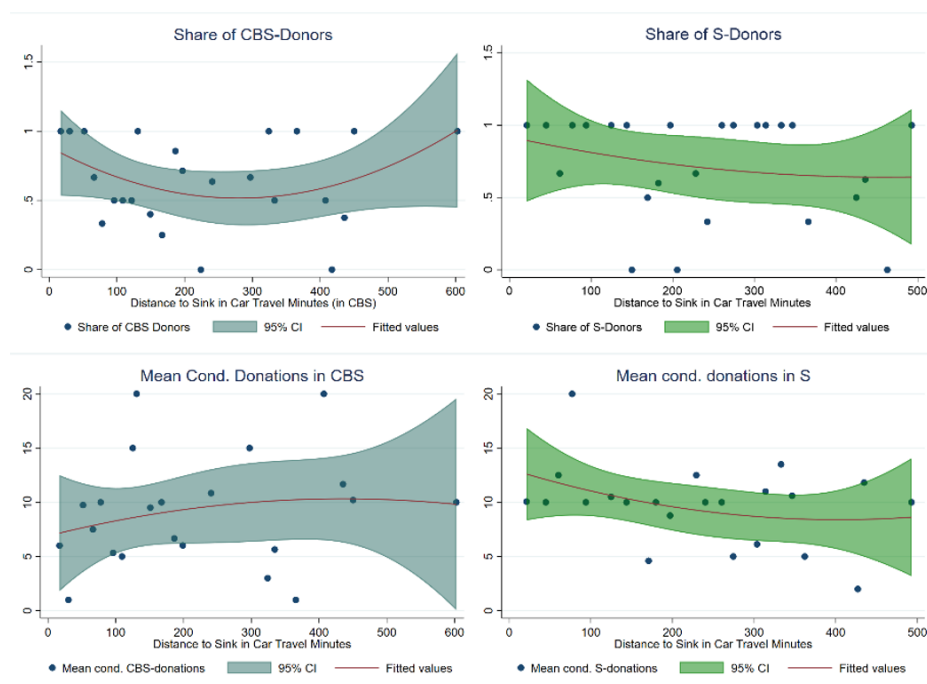 Share of CBS-Donors
1.5
1
.5
0
0 100 200 300 400 500 600
Distance to Sink in Car Travel Minutes (in CBS)
Share of CBS Donors 95% CI Fitted values
Share of S-Donors
1.5
1
.5
0
0 100 200 300 400 500
Distance to Sink in Car Travel Minutes
Share of S-Donors 95% CI Fitted values
Mean Cond. Donations in CBS
20
15
10
5
0
0 100 200 300 400 500 600
Distance to Sink in Car Travel Minutes
Mean cond. CBS-donations 95% CI Fitted values
Mean cond. donations in S
20
15
10
5
0
0 100 200 300 400 500
Distance to Sink in Car Travel Minutes
Mean cond. S-donations 95% CI Fitted values